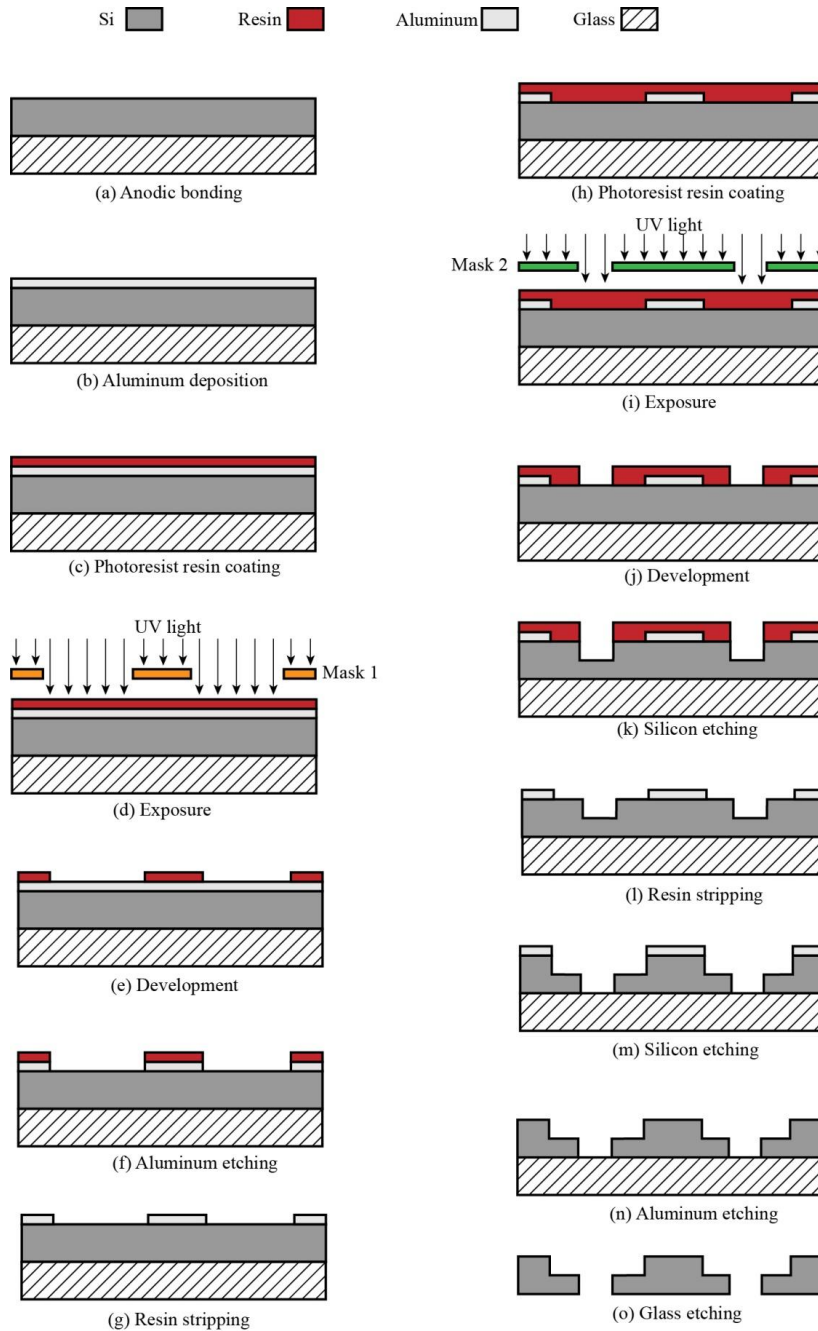 Si Resin Aluminum Glass
(a) Anodic bonding
(b) Aluminum deposition
(c) Photoresist resin coating
UV light
Mask 1
(d) Exposure
(e) Development
(f) Aluminum etching
(g) Resin stripping
(h) Photoresist resin coating
UV light
Mask 2
(i) Exposure
(j) Development
(k) Silicon etching
(l) Resin stripping
(m) Silicon etching
(n) Aluminum etching
(o) Glass etching